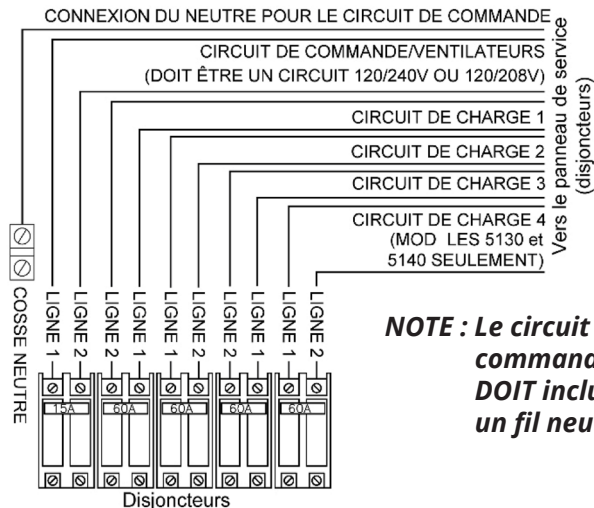 CONNEXION DU NEUTRE POUR LE CIRCUIT DE COMMANDE
CIRCUIT DE COMMANDE/VENTILATEURS
(DOIT ÊTRE UN CIRCUIT 120/240V OU 120/208V)
CIRCUIT DE CHARGE 1
CIRCUIT DE CHARGE 2
CIRCUIT DE CHARGE 3
CIRCUIT DE CHARGE 4
(MOD LES 5130 et
5140 SEULEMENT)
Vers le panneau de service
(disjoncteurs)
COSSE NEUTRE
LIGNE 1
LIGNE 2
LIGNE 2
LIGNE 1
LIGNE 1
LIGNE 2
LIGNE 2
LIGNE 1
LIGNE 1
LIGNE 2
15A
60A
60A
60A
60A
Disjoncteurs
NOTE : Le circuit
DOIT
un fil